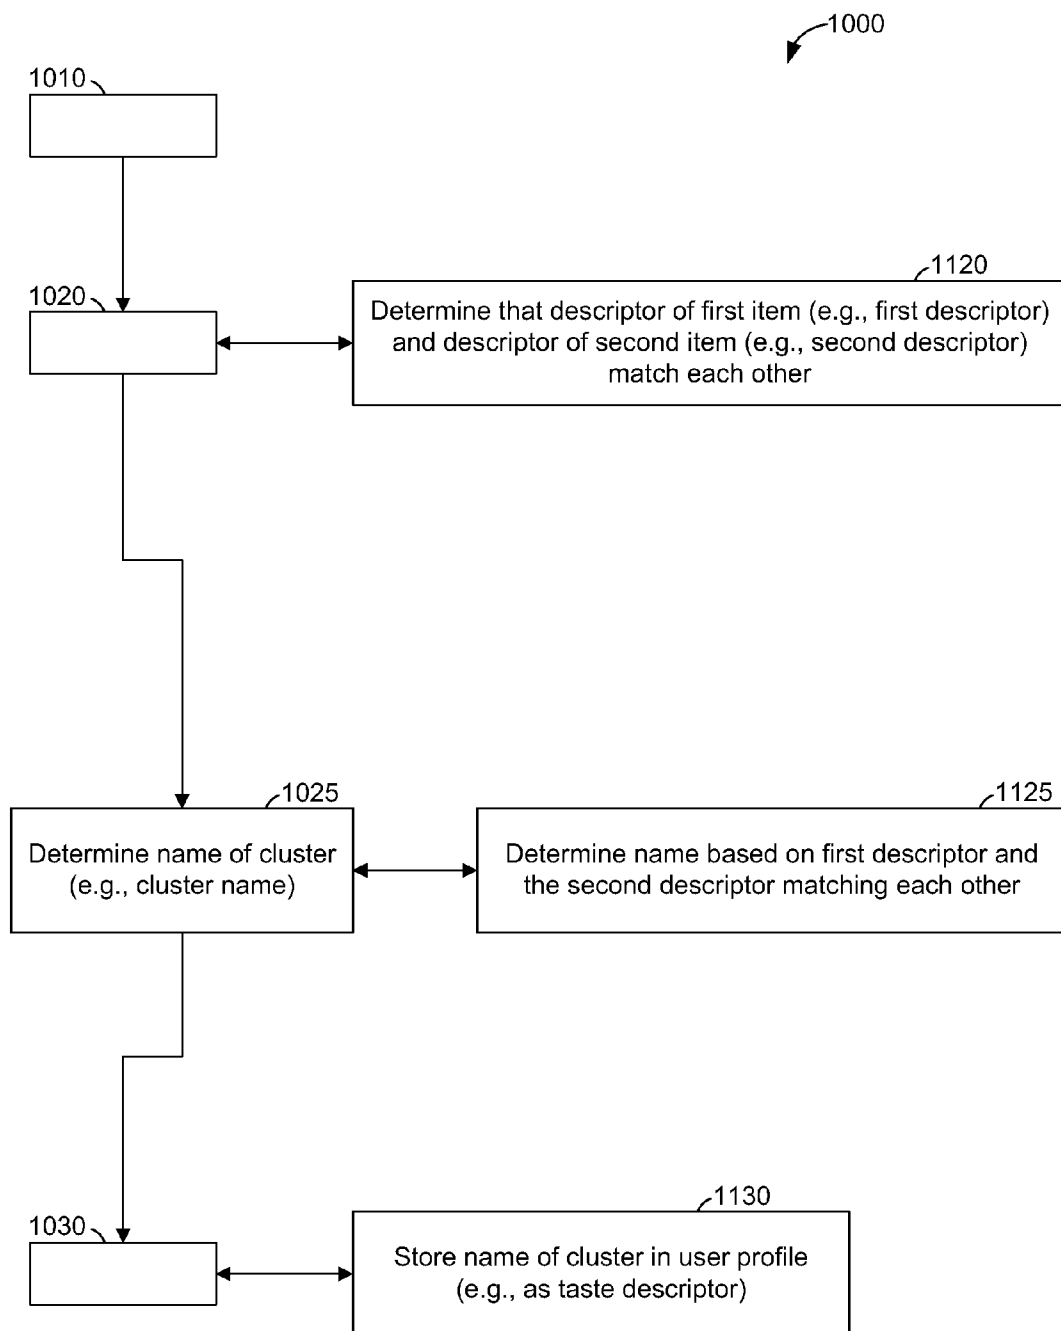 1000
1010
1020
1120
Determine that descriptor of first item (e.g., first descriptor)
and descriptor of second item (e.g., second descriptor)
match each other
1025
Determine name of cluster
(e.g., cluster name)
1125
Determine name based on first descriptor and
the second descriptor matching each other
1030
1130
Store name of cluster in user profile
(e.g., as taste descriptor)